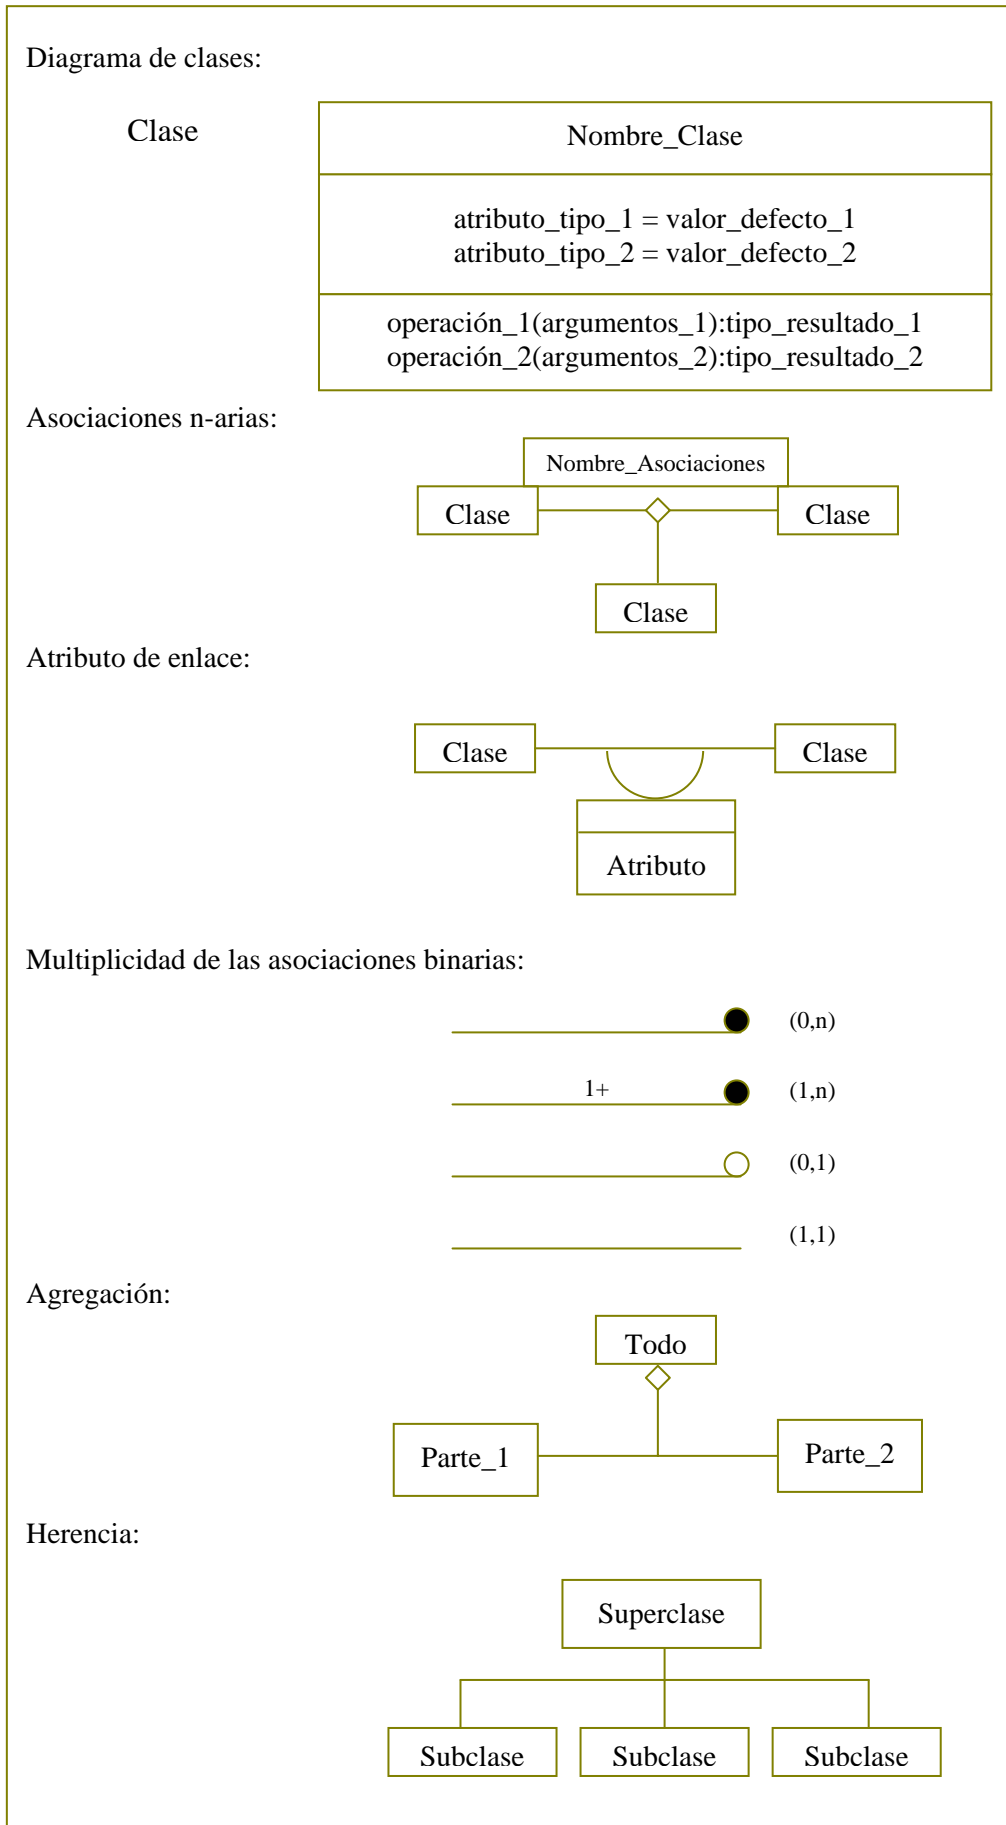 Diagrama de clases:
Clase
Nombre_Clase
atributo_tipo_1 = valor_defecto_1
atributo_tipo_2 = valor_defecto_2
operación_1(argumentos_1):tipo_resultado_1
operación_2(argumentos_2):tipo_resultado_2
Asociaciones n-arias:
Nombre_Asociaciones
Clase
Clase
Clase
Atributo de enlace:
Clase
Clase
Atributo
Multiplicidad de las asociaciones binarias:
(0,n)
1+
(1,n)
(0,1)
(1,1)
Agregación:
Todo
Parte_1
Parte_2
Herencia:
Superclase
Subclase
Subclase
Subclase